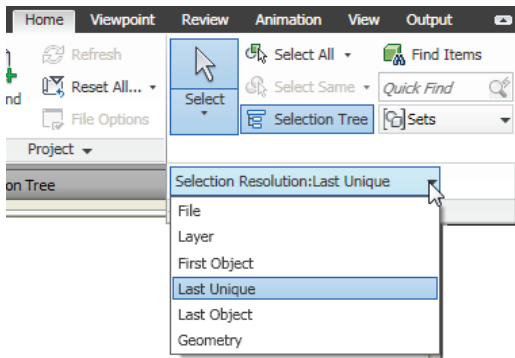 Home Viewpoint Review Animation View Output
Refresh Select All Find Items
Reset All... Select Same Quick Find
nd Select
File Options Selection Tree Sets
Project
on Tree Selection Resolution:Last Unique
File
Layer
First Object
Last Unique
Last Object
Geometry